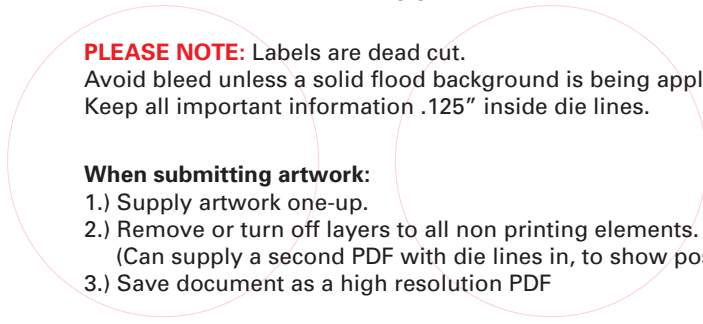 PLEASE NOTE: Labels are dead cut.
Avoid bleed unless a solid flood background is being appl
Keep all important information .125” inside die lines.
When submitting artwork:
1.) Supply artwork one-up.
2.) Remove or turn off layers to all non printing elements.
(Can supply a second PDF with die lines in, to show pos
3.) Save document as a high resolution PDF